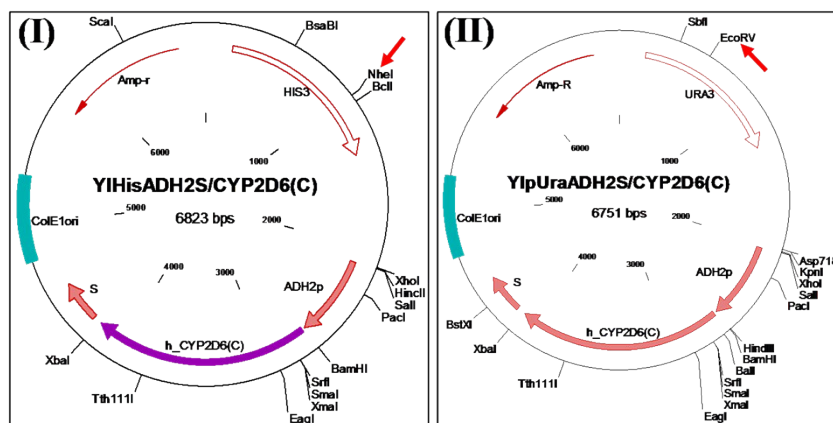 (I)
ScaI
BsaBI
NheI
BclI
Amp-r
HIS3
6000
1000
YIHisADH2S/CYP2D6(C)
6823 bps
5000
2000
4000
3000
ColE1ori
ADH2p
XhoI
HincII
SalI
PacI
S
h_CYP2D6(C)
XbaI
Tth111I
BamHI
SrfI
SmaI
XmaI
EagI
(II)
SbfI
EcoRV
Amp-R
URA3
6000
1000
YIpUraADH2S/CYP2D6(C)
6751 bps
5000
2000
4000
3000
ColE1ori
ADH2p
Asp718
KpnI
XhoI
SalI
PacI
S
h_CYP2D6(C)
BstXI
XbaI
Tth111I
HindIII
BamHI
BalI
SrfI
SmaI
XmaI
EagI